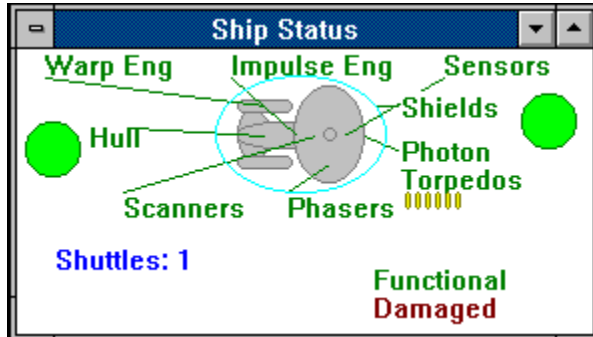 Ship Status
Warp Eng Impulse Eng Sensors
Shields
Hull
Photon
Torpedos
Scanners Phasers
Shuttles: 1
Functional
Damaged